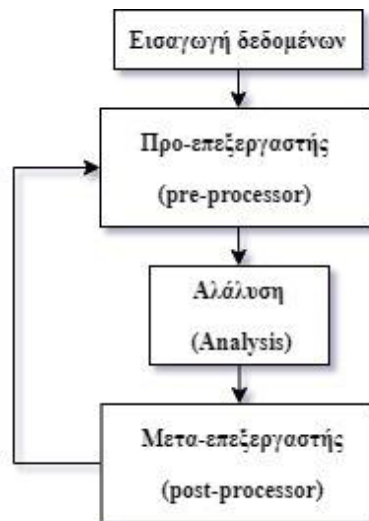 Εισαγωγή δεδομένων
Προ-επεξεργαστής
(pre-processor)
Αλάλυση
(Analysis)
Μετα-επεξεργαστής
(post-processor)